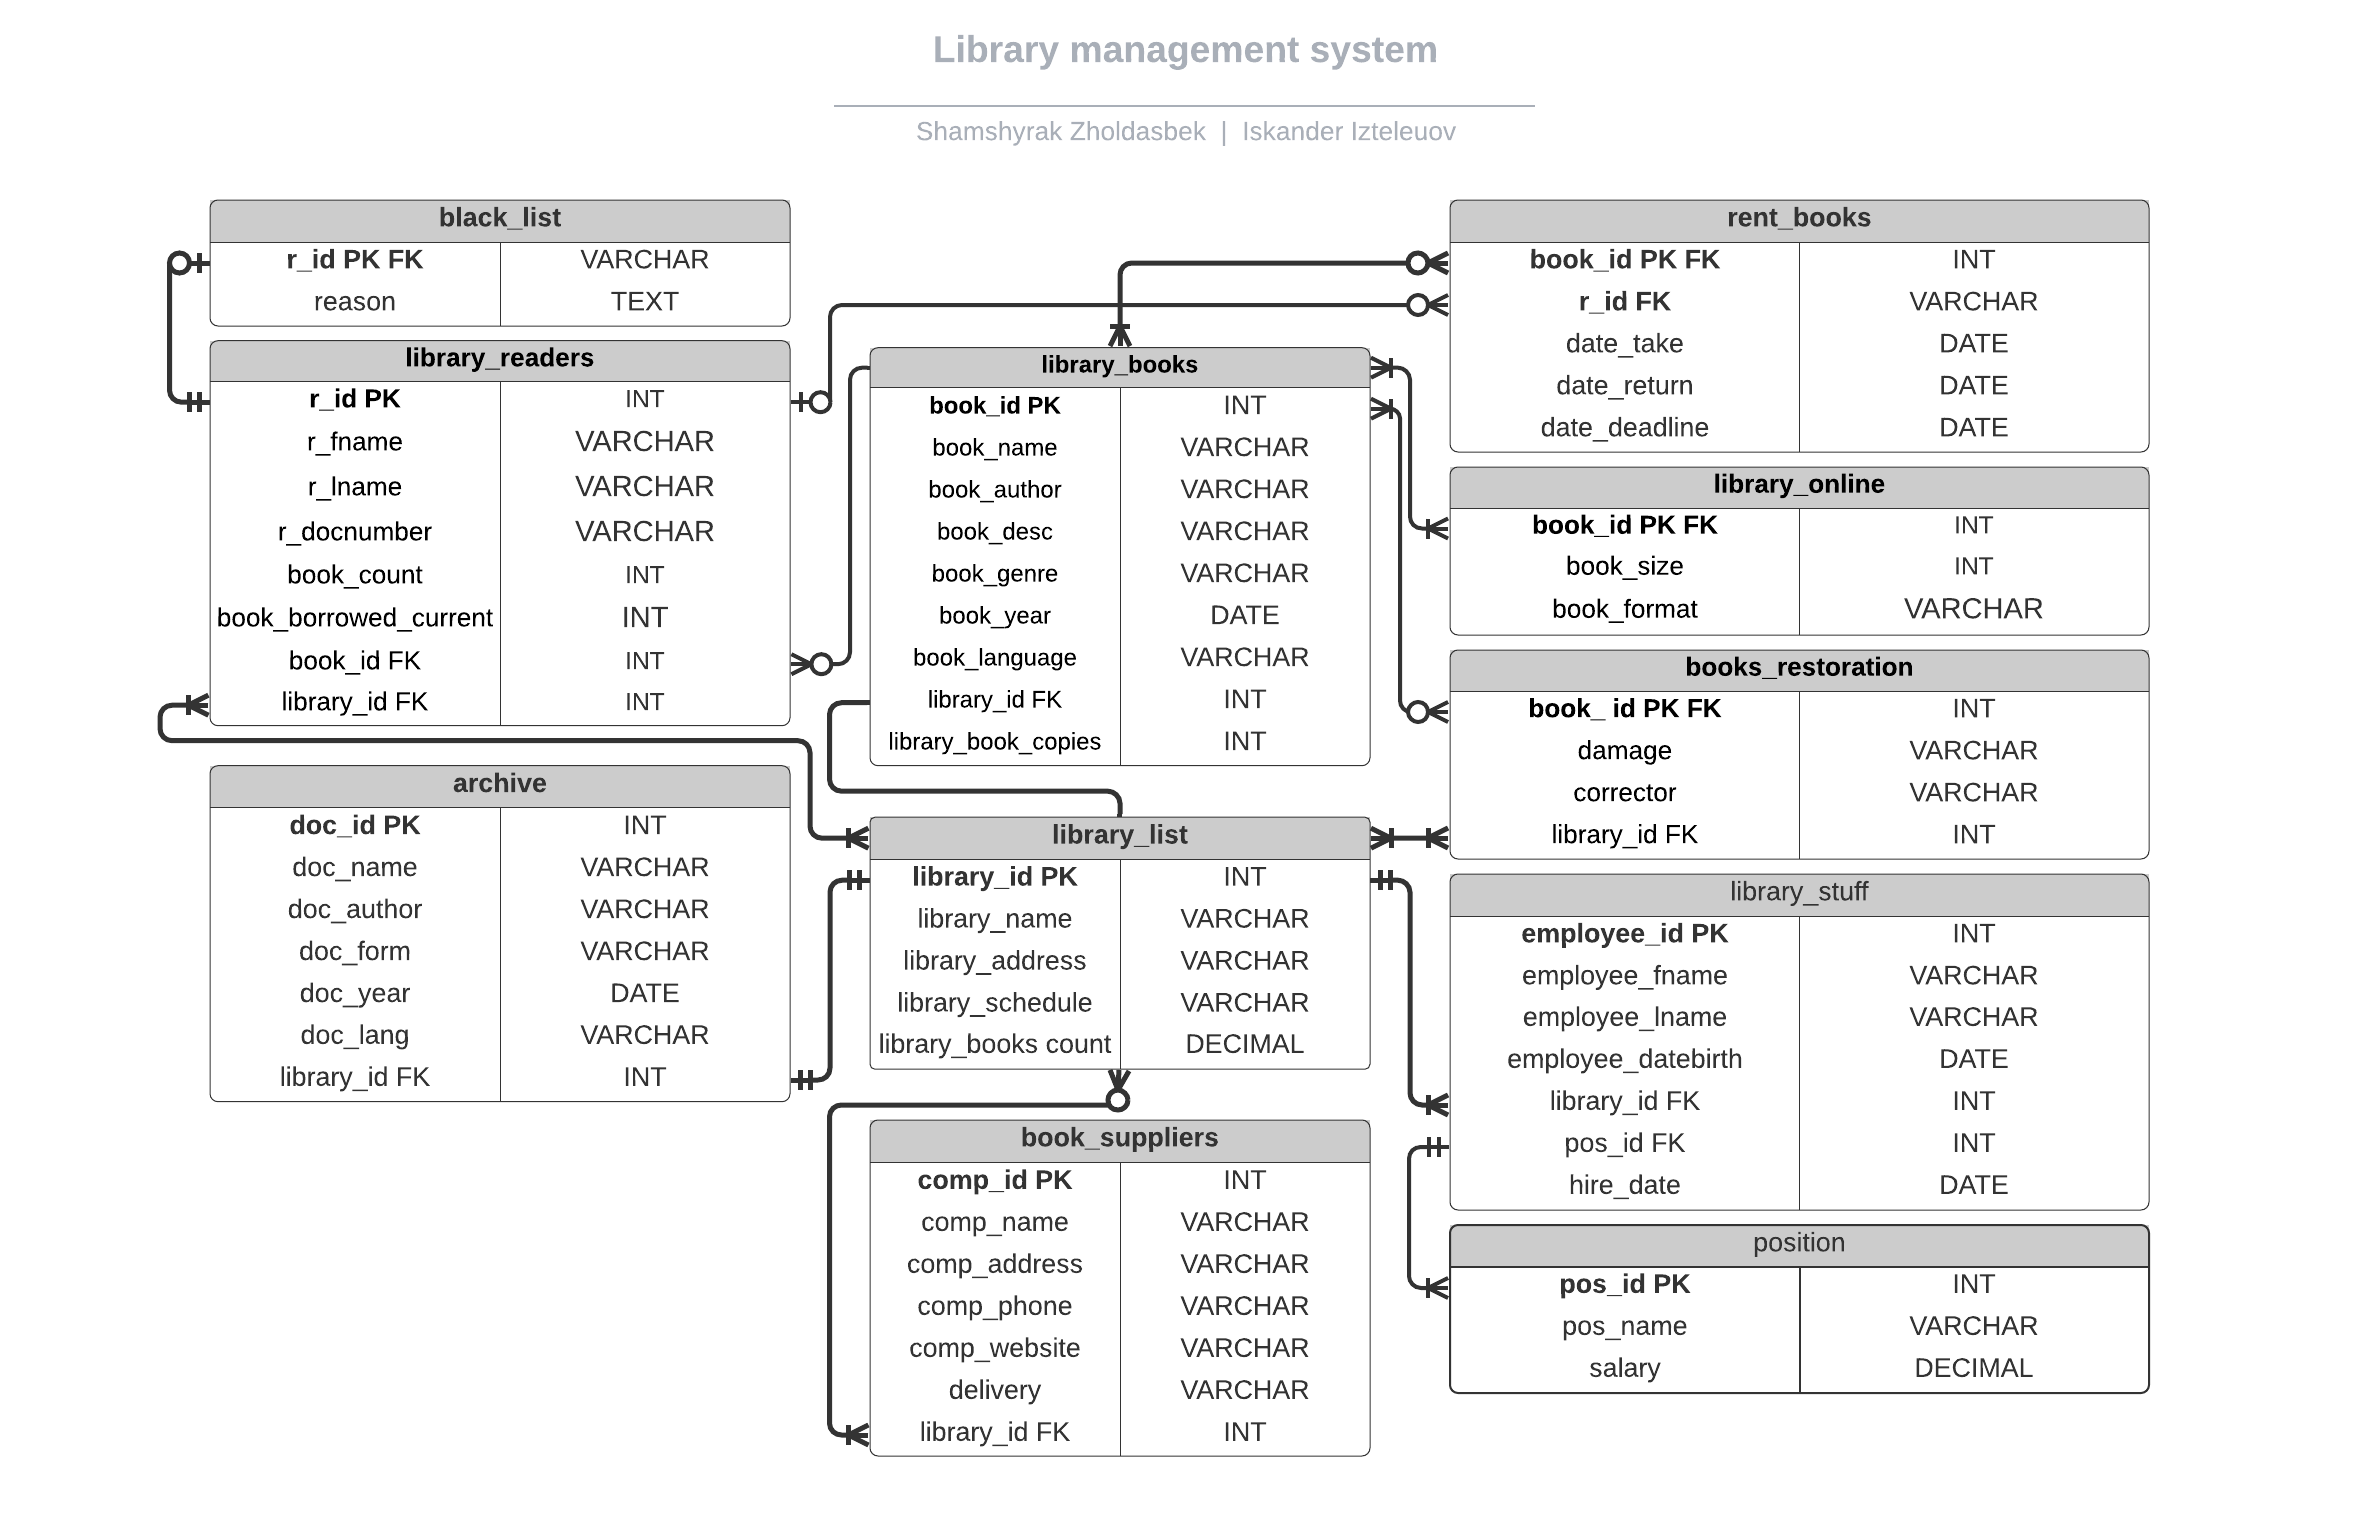 Library management system
Shamshyrak Zholdasbek | Iskander Izteleuov
black_list
r_id PK FK VARCHAR
reason TEXT
library_readers
r_id PK INT
r_fname VARCHAR
r_lname VARCHAR
r_docnumber VARCHAR
book_count INT
book_borrowed_current INT
book_id FK INT
library_id FK INT
archive
doc_id PK INT
doc_name VARCHAR
doc_author VARCHAR
doc_form VARCHAR
doc_year DATE
doc_lang VARCHAR
library_id FK INT
library_books
book_id PK INT
book_name VARCHAR
book_author VARCHAR
book_desc VARCHAR
book_genre VARCHAR
book_year DATE
book_language VARCHAR
library_id FK INT
library_book_copies INT
library_list
library_id PK INT
library_name VARCHAR
library_address VARCHAR
library_schedule VARCHAR
library_books count DECIMAL
book_suppliers
comp_id PK INT
comp_name VARCHAR
comp_address VARCHAR
comp_phone VARCHAR
comp_website VARCHAR
delivery VARCHAR
library_id FK INT
rent_books
book_id PK FK INT
r_id FK VARCHAR
date_take DATE
date_return DATE
date_deadline DATE
library_online
book_id PK FK INT
book_size INT
book_format VARCHAR
books_restoration
book_ id PK FK INT
damage VARCHAR
corrector VARCHAR
library_id FK INT
library_stuff
employee_id PK INT
employee_fname VARCHAR
employee_lname VARCHAR
employee_datebirth DATE
library_id FK INT
pos_id FK INT
hire_date DATE
position
pos_id PK INT
pos_name VARCHAR
salary DECIMAL